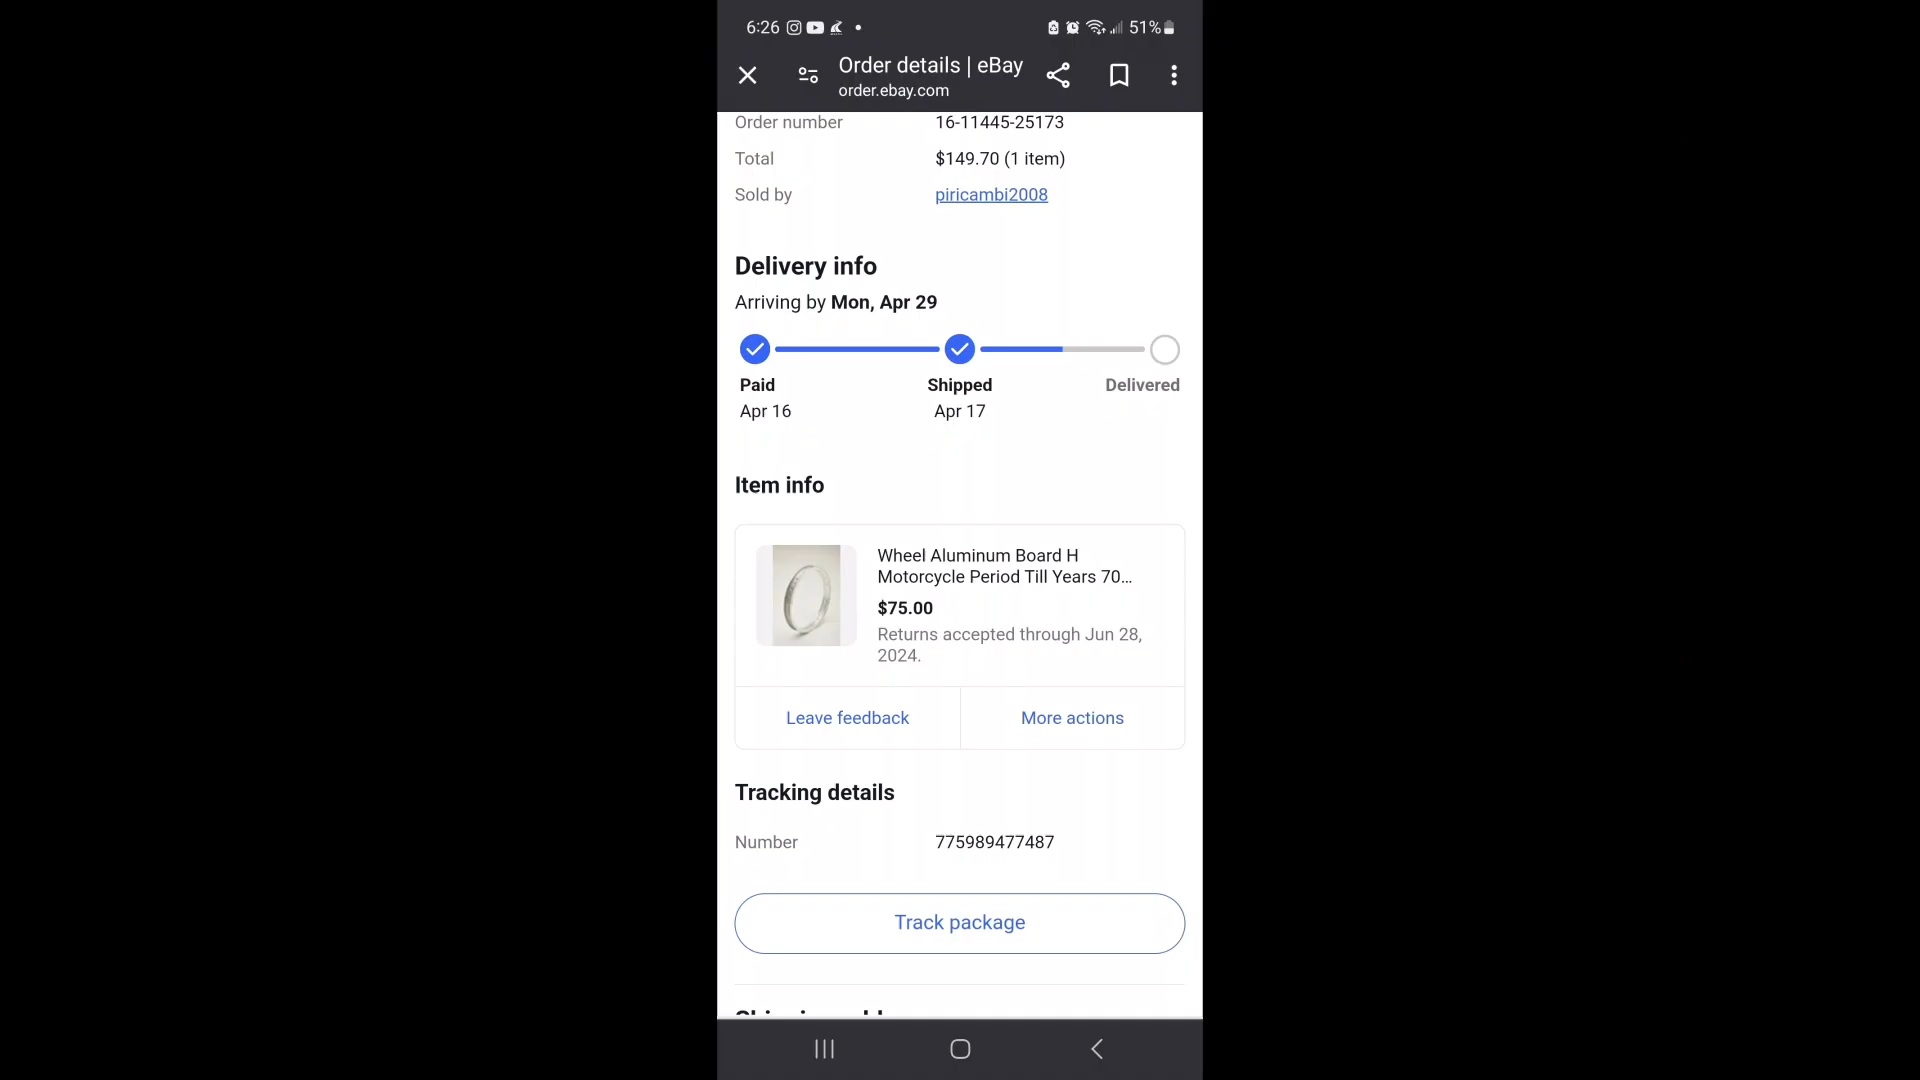 6:26 51%
Order details | eBay
order.ebay.com
Order number 16-11445-25173
Total $149.70 (1 item)
Sold by piricambi2008
Delivery info
Arriving by Mon, Apr 29
Paid Shipped Delivered
Apr 16 Apr 17
Item info
Wheel Aluminum Board H
Motorcycle Period Till Years 70...
$75.00
Returns accepted through Jun 28,
2024.
Leave feedback More actions
Tracking details
Number 775989477487
Track package